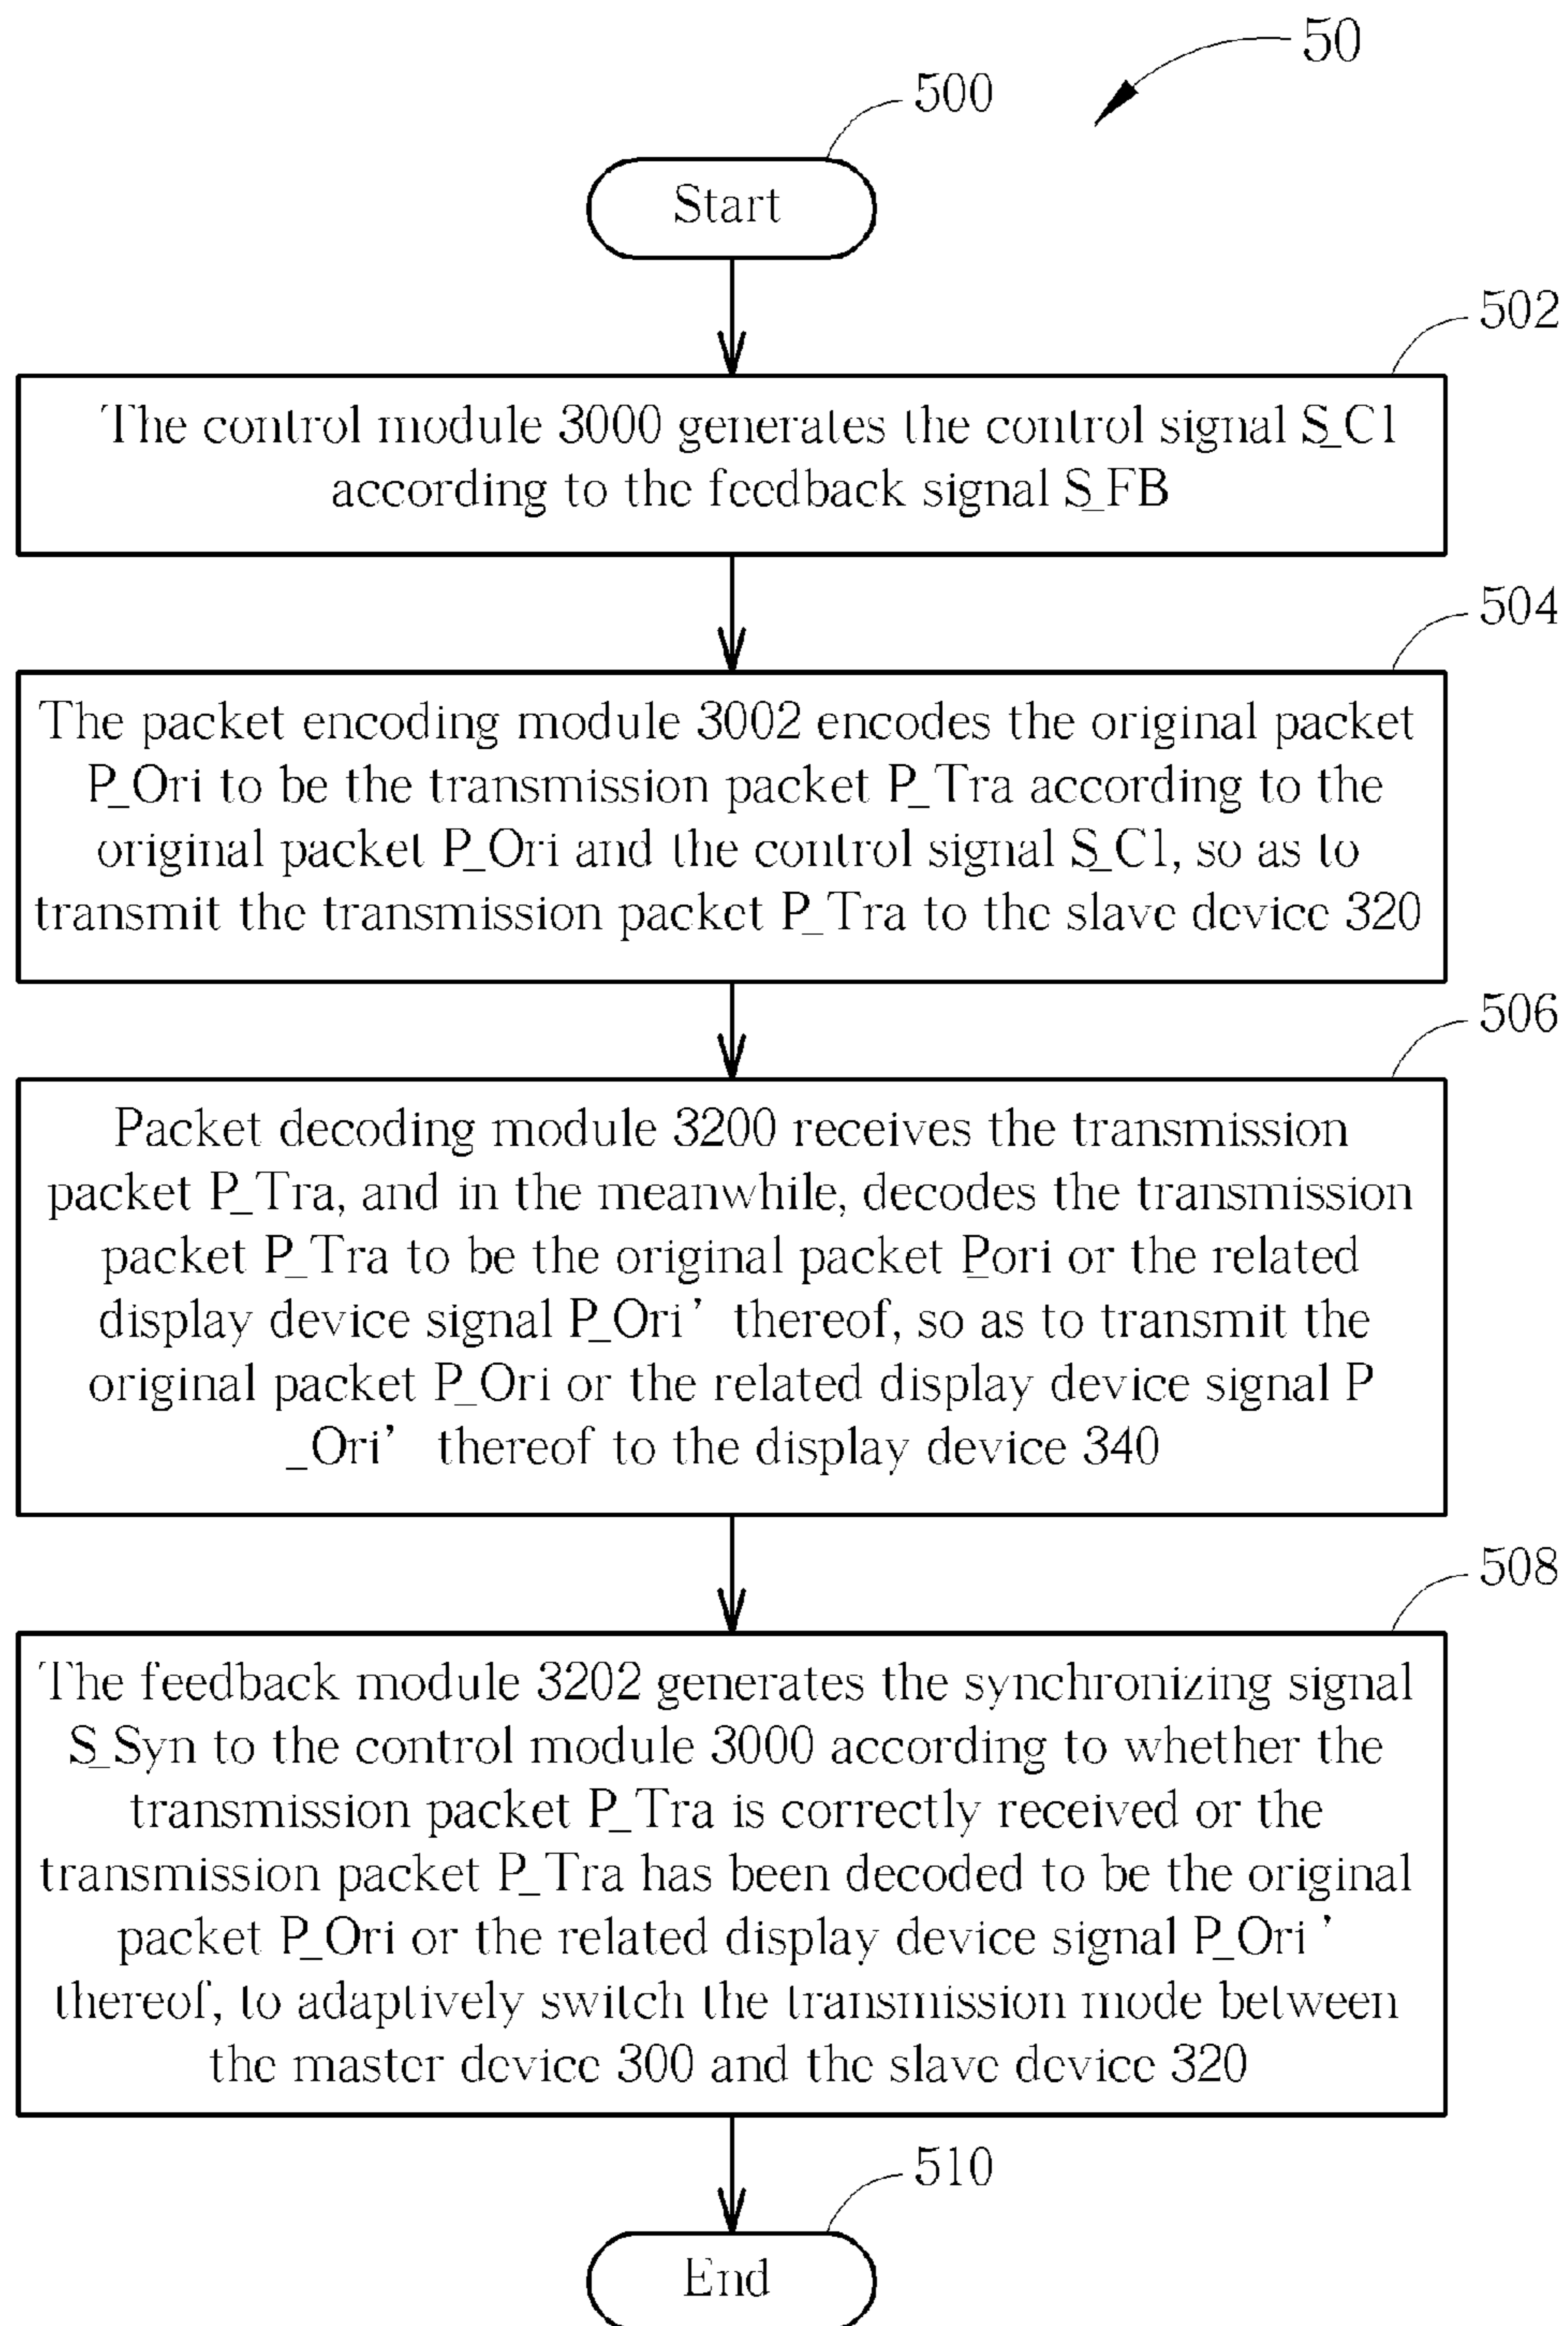 50
500
Start
502
The control module 3000 generates the control signal S_C1
according to the feedback signal S_FB
504
The packet encoding module 3002 encodes the original packet
P_Ori to be the transmission packet P_Tra according to the
original packet P_Ori and the control signal S_C1, so as to
transmit the transmission packet P_Tra to the slave device 320
506
Packet decoding module 3200 receives the transmission
packet P_Tra, and in the meanwhile, decodes the transmission
packet P_Tra to be the original packet P_ori or the related
display device signal P_Ori’ thereof, so as to transmit the
original packet P_Ori or the related display device signal P
_Ori’ thereof to the display device 340
508
The feedback module 3202 generates the synchronizing signal
S_Syn to the control module 3000 according to whether the
transmission packet P_Tra is correctly received or the
transmission packet P_Tra has been decoded to be the original
packet P_Ori or the related display device signal P_Ori’
thereof, to adaptively switch the transmission mode between
the master device 300 and the slave device 320
510
End